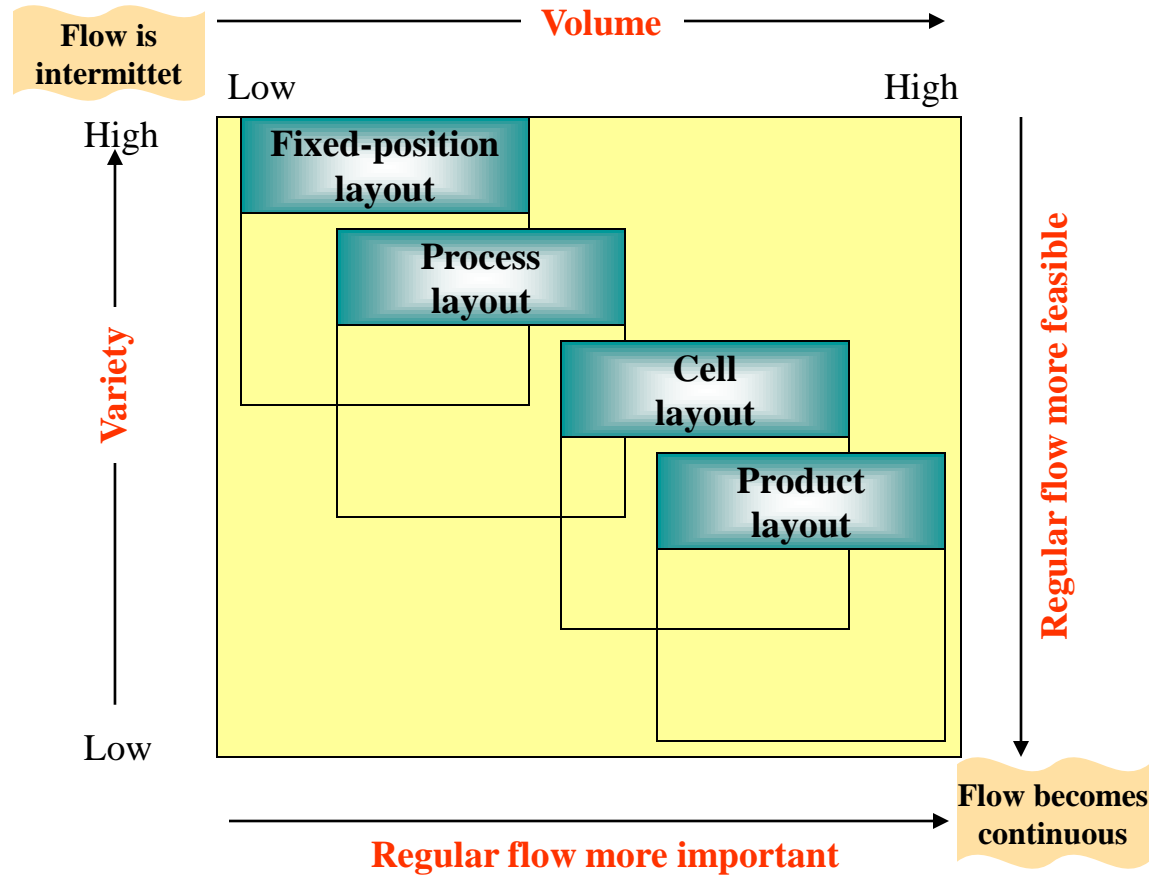 Flow is
intermittet
Volume
Low
High
High
Fixed-position
layout
Process
layout
Cell
layout
Product
layout
Variety
Regular flow more feasible
Low
Flow becomes
continuous
Regular flow more important